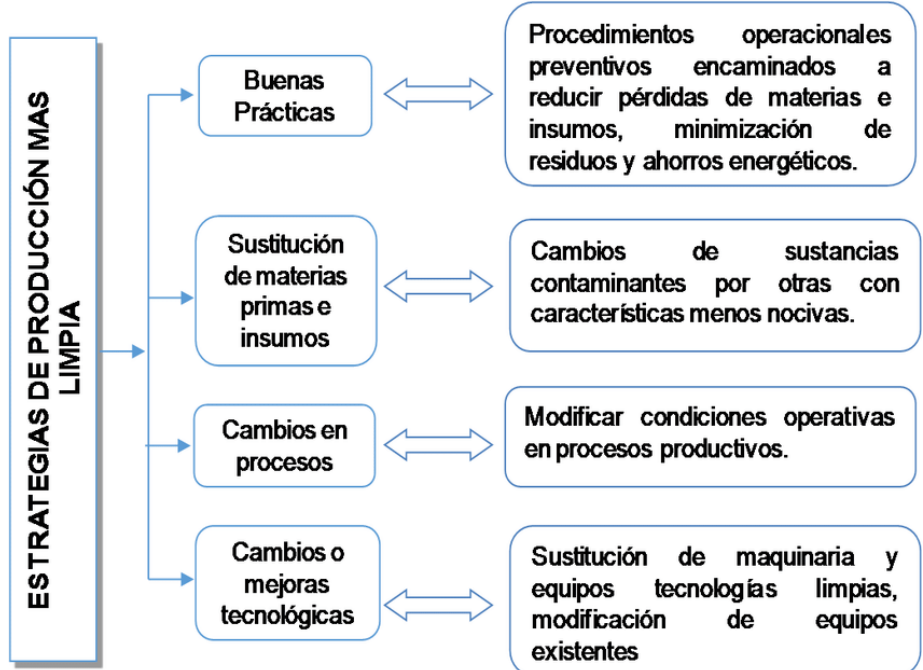 ESTRATEGIAS DE PRODUCCIÓN MAS
LIMPIA
Buenas
Prácticas
Procedimientos operacionales
preventivos encaminados a
reducir pérdidas de materias e
insumos, minimización de
residuos y ahorros energéticos.
Sustitución
de materias
primas e
insumos
Cambios de sustancias
contaminantes por otras con
características menos nocivas.
Cambios en
procesos
Modificar condiciones operativas
en procesos productivos.
Cambios o
mejoras
tecnológicas
Sustitución de maquinaria y
equipos tecnologías limpias,
modificación de equipos
existentes